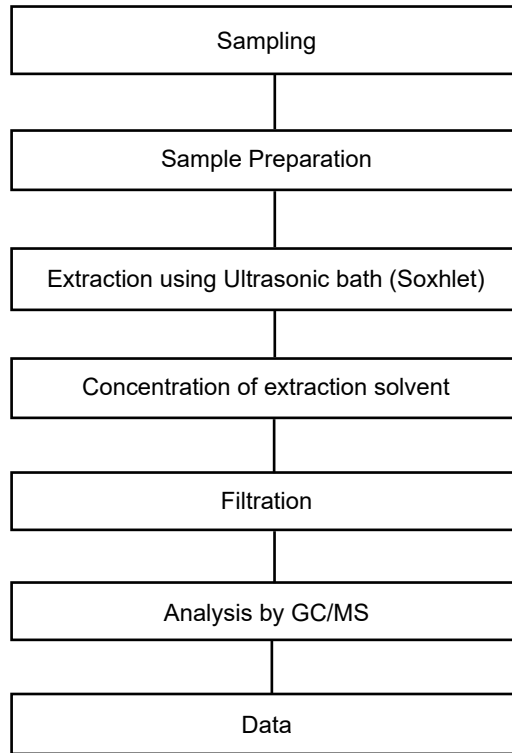 Sampling
Sample Preparation
Extraction using Ultrasonic bath (Soxhlet)
Concentration of extraction solvent
Filtration
Analysis by GC/MS
Data